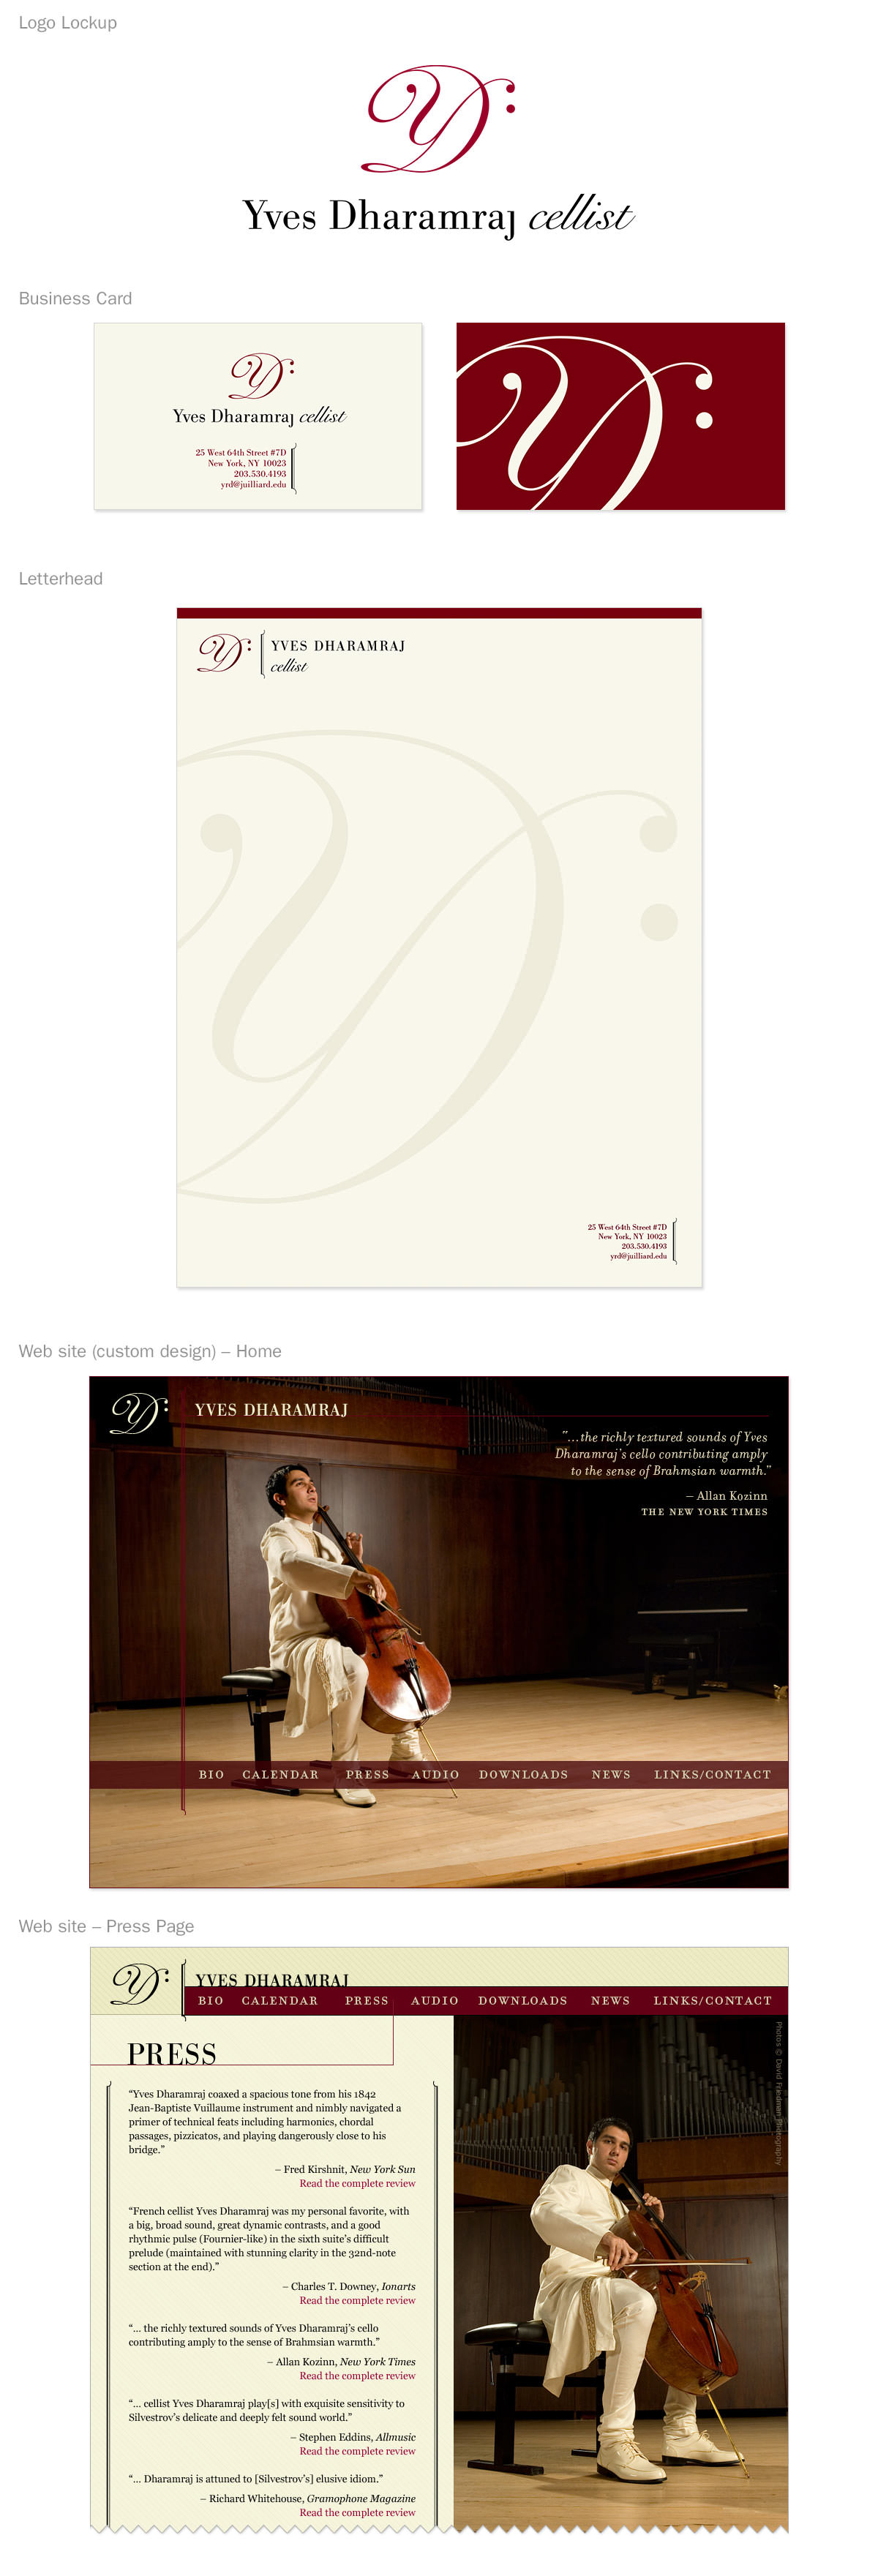 Logo Lockup
YD:
Yves Dharamraj cellist
Business Card
YD:
Yves Dharamraj cellist
25 West 64th Street #7D
New York, NY 10023
203.530.4193
yrd@juilliard.edu
YD:
Letterhead
YD:
YVES DHARAMRAJ
cellist
YD:
25 West 64th Street #7D
New York, NY 10023
203.530.4193
yrd@juilliard.edu
Web site (custom design) – Home
YD:
YVES DHARAMRAJ
"...the richly textured sounds of Yves
Dharamraj's cello contributing amply
to the sense of Brahmsian warmth."
– Allan Kozinn
THE NEW YORK TIMES
BIO CALENDAR PRESS AUDIO DOWNLOADS NEWS LINKS/CONTACT
Web site – Press Page
YD:
YVES DHARAMRAJ
BIO CALENDAR PRESS AUDIO DOWNLOADS NEWS LINKS/CONTACT
PRESS
“Yves Dharamraj coaxed a spacious tone from his 1842
Jean-Baptiste Vuillaume instrument and nimbly navigated a
primer of technical feats including harmonics, chordal
passages, pizzicatos, and playing dangerously close to his
bridge.”
– Fred Kirshnit, New York Sun
Read the complete review
“French cellist Yves Dharamraj was my personal favorite, with
a big, broad sound, great dynamic contrasts, and a good
rhythmic pulse (Fournier-like) in the sixth suite’s difficult
prelude (maintained with stunning clarity in the 32nd-note
section at the end).”
– Charles T. Downey, Ionarts
Read the complete review
“... the richly textured sounds of Yves Dharamraj’s cello
contributing amply to the sense of Brahmsian warmth.”
– Allan Kozinn, New York Times
Read the complete review
“... cellist Yves Dharamraj play[s] with exquisite sensitivity to
Silvestrov’s delicate and deeply felt sound world.”
– Stephen Eddins, Allmusic
Read the complete review
“... Dharamraj is attuned to [Silvestrov’s] elusive idiom.”
– Richard Whitehouse, Gramophone Magazine
Read the complete review
Photos © David Friedman Photography